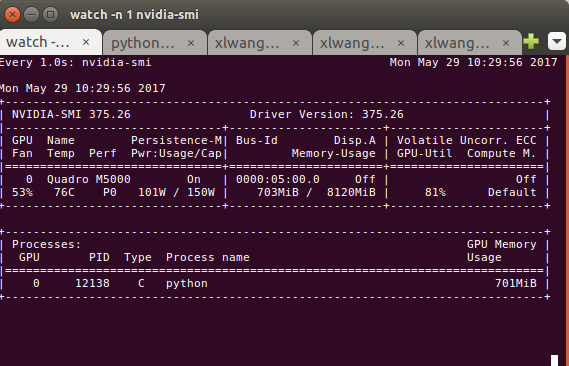 watch -n 1 nvidia-smi
watch -... × python... × xlwang... × xlwang... × xlwang... ×
Every 1.0s: nvidia-smi Mon May 29 10:29:56 2017
Mon May 29 10:29:56 2017
+-----------------------------------------------------------------------------+
| NVIDIA-SMI 375.26 Driver Version: 375.26 |
|-------------------------------+----------------------+----------------------+
| GPU Name Persistence-M| Bus-Id Disp.A | Volatile Uncorr. ECC |
| Fan Temp Perf Pwr:Usage/Cap| Memory-Usage | GPU-Util Compute M. |
|===============================+======================+======================|
| 0 Quadro M5000 On | 0000:05:00.0 Off | Off |
| 53% 76C P0 101W / 150W | 703MiB / 8120MiB | 81% Default |
+-------------------------------+----------------------+----------------------+
+-----------------------------------------------------------------------------+
| Processes: GPU Memory |
| GPU PID Type Process name Usage |
|=============================================================================|
| 0 12138 C python 701MiB |
+-----------------------------------------------------------------------------+